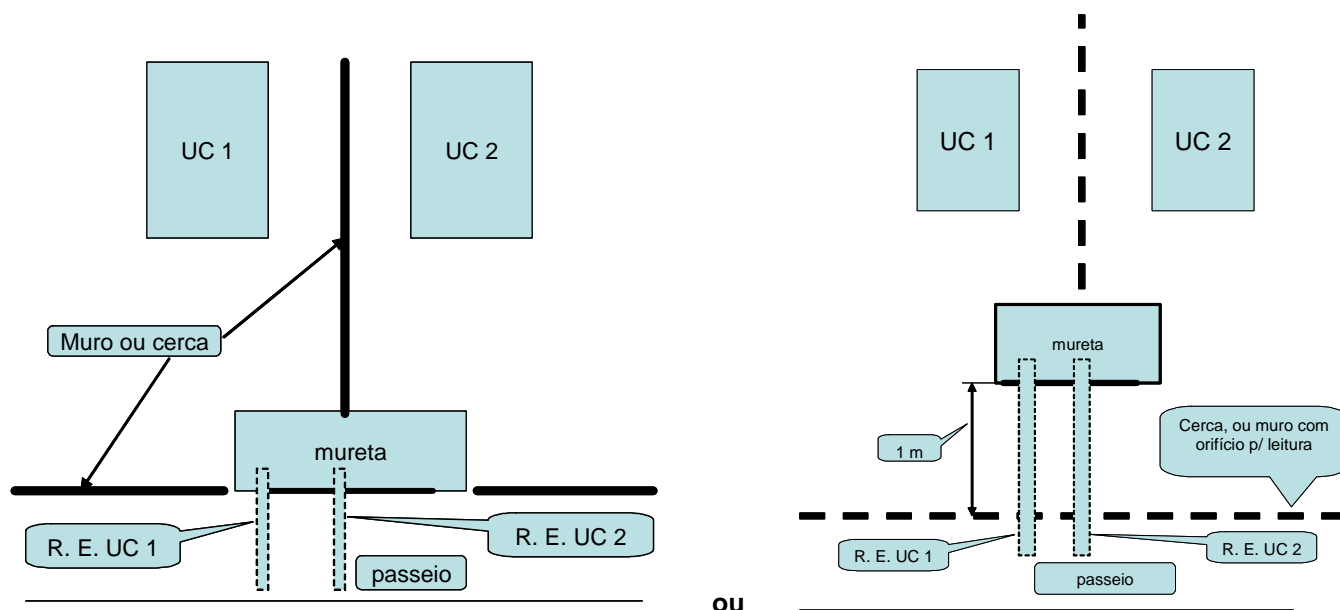 UC 1
UC 2
Muro ou cerca
mureta
R. E. UC 1
R. E. UC 2
passeio
ou
UC 1
UC 2
mureta
1 m
Cerca, ou muro com
orifício p/ leitura
R. E. UC 1
R. E. UC 2
passeio